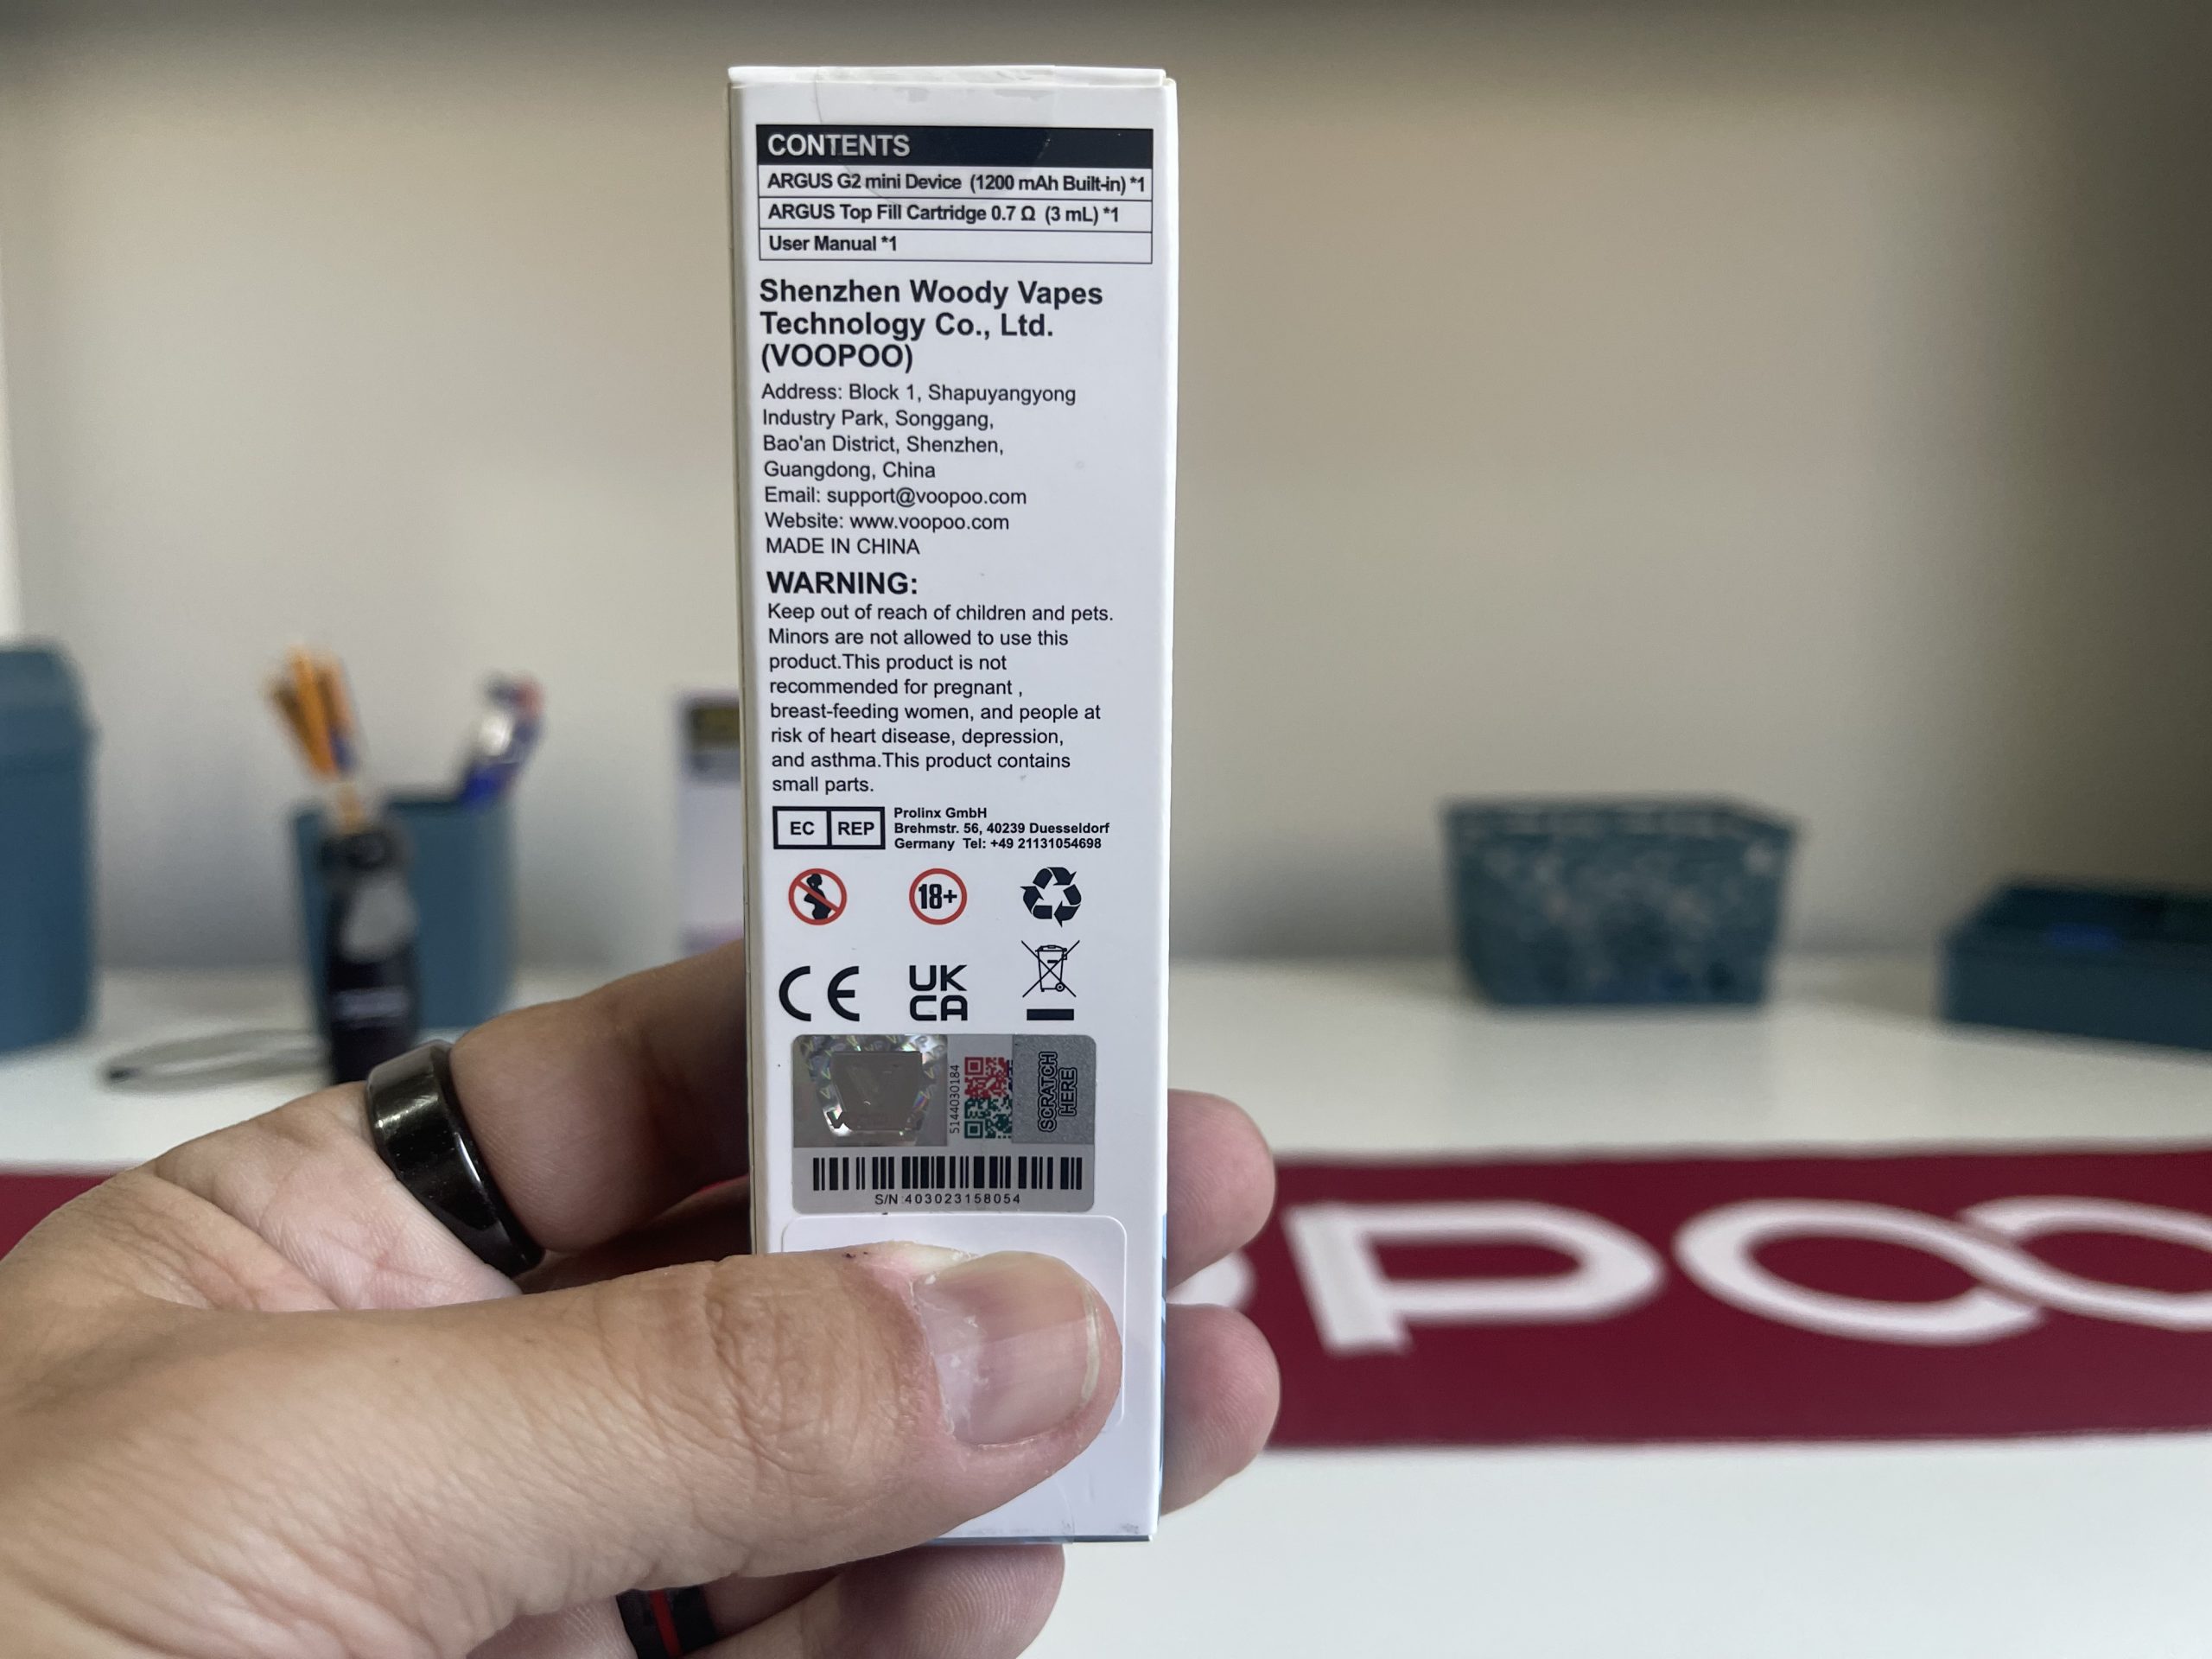 CONTENTS
ARGUS G2 mini Device (1200 mAh Built-in) *1
ARGUS Top Fill Cartridge 0.7 Ω (3 mL) *1
User Manual *1
Shenzhen Woody Vapes
Technology Co., Ltd.
(VOOPOO)
Address: Block 1, Shapuyangyong
Industry Park, Songgang,
Bao'an District, Shenzhen,
Guangdong, China
Email: support@voopoo.com
Website: www.voopoo.com
MADE IN CHINA
WARNING:
Keep out of reach of children and pets.
Minors are not allowed to use this
product.This product is not
recommended for pregnant ,
breast-feeding women, and people at
risk of heart disease, depression,
and asthma.This product contains
small parts.
EC REP
Prolinx GmbH
Brehmstr. 56, 40239 Duesseldorf
Germany Tel: +49 21131054698
18+
CE
UK
CA
5144030184
SCRATCH
HERE
S/N:403023158054
POO